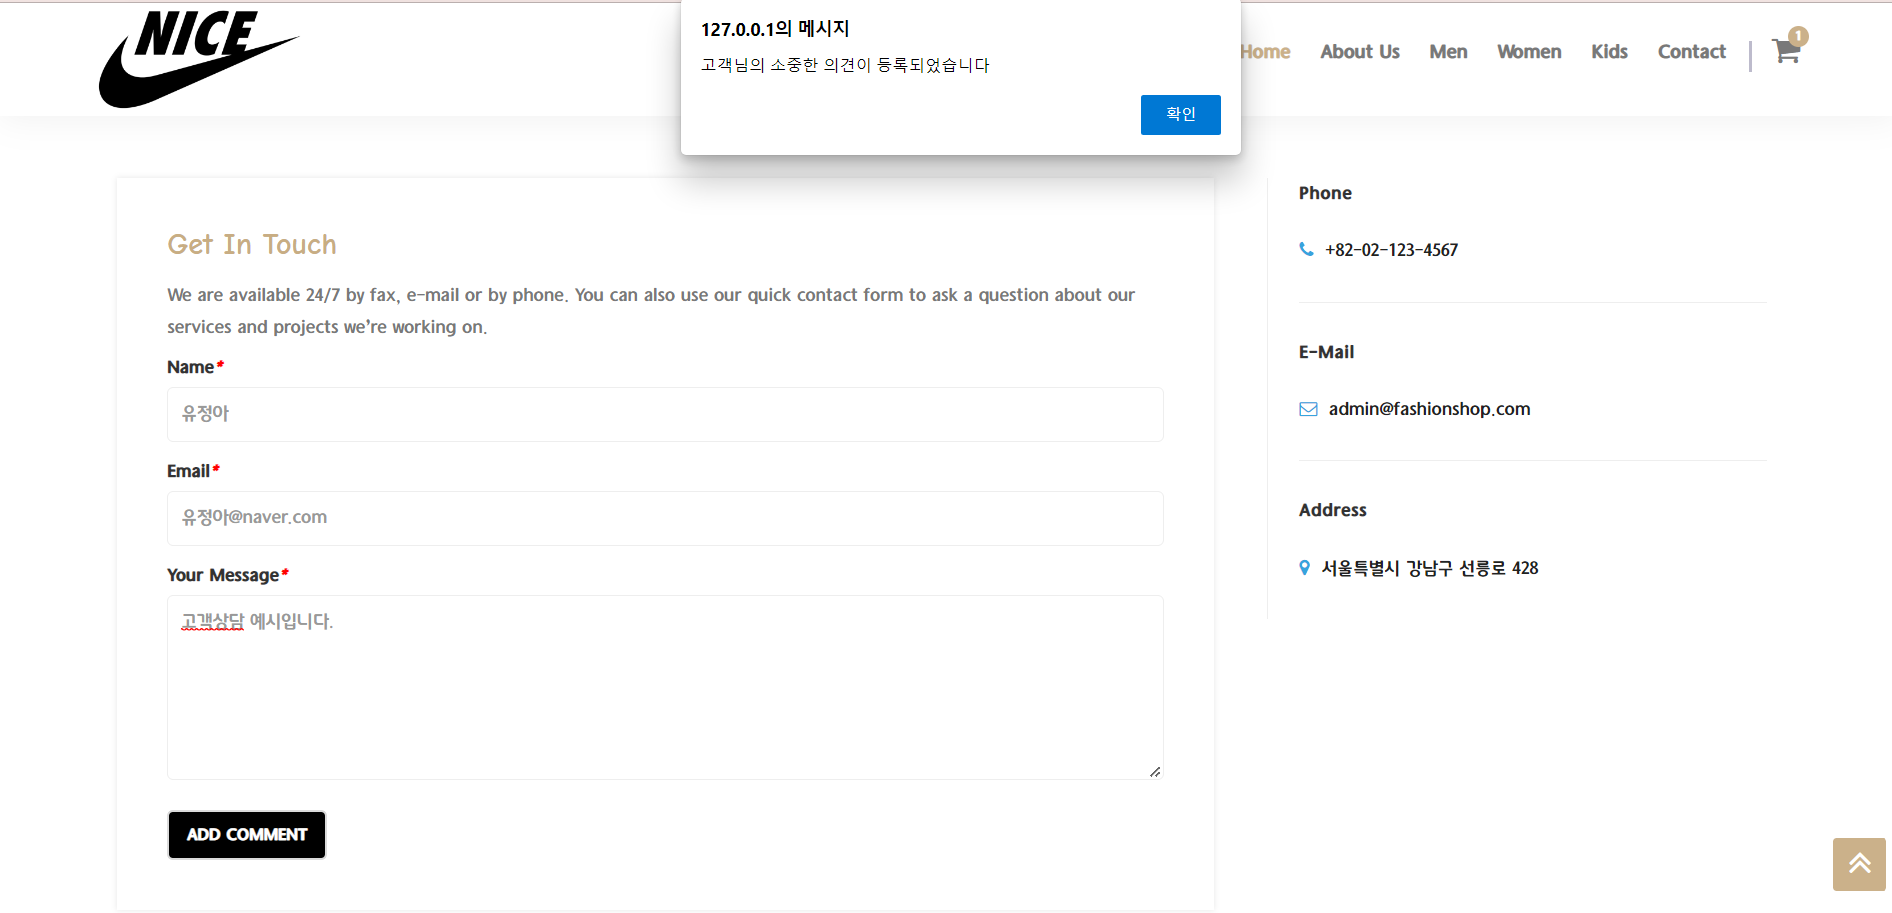 NICE
127.0.0.1의 메시지
고객님의 소중한 의견이 등록되었습니다
확인
Home About Us Men Women Kids Contact 1
Get In Touch
We are available 24/7 by fax, e-mail or by phone. You can also use our quick contact form to ask a question about our
services and projects we're working on.
Name*
유정아
Email*
유정아@naver.com
Your Message*
고객상담 예시입니다.
ADD COMMENT
Phone
+82-02-123-4567
E-Mail
admin@fashionshop.com
Address
서울특별시 강남구 선릉로 428